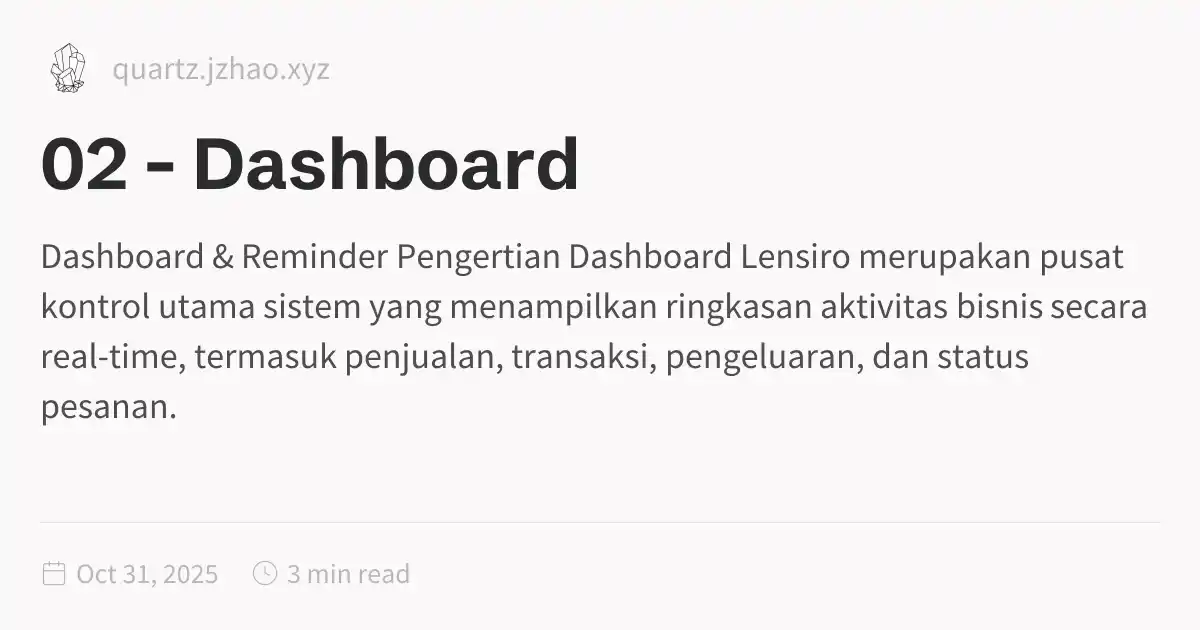 quartz.jzhao.xyz
02 - Dashboard
Dashboard & Reminder Pengertian Dashboard Lensiro merupakan pusat
kontrol utama sistem yang menampilkan ringkasan aktivitas bisnis secara
real-time, termasuk penjualan, transaksi, pengeluaran, dan status
pesanan.
Oct 31, 2025 3 min read